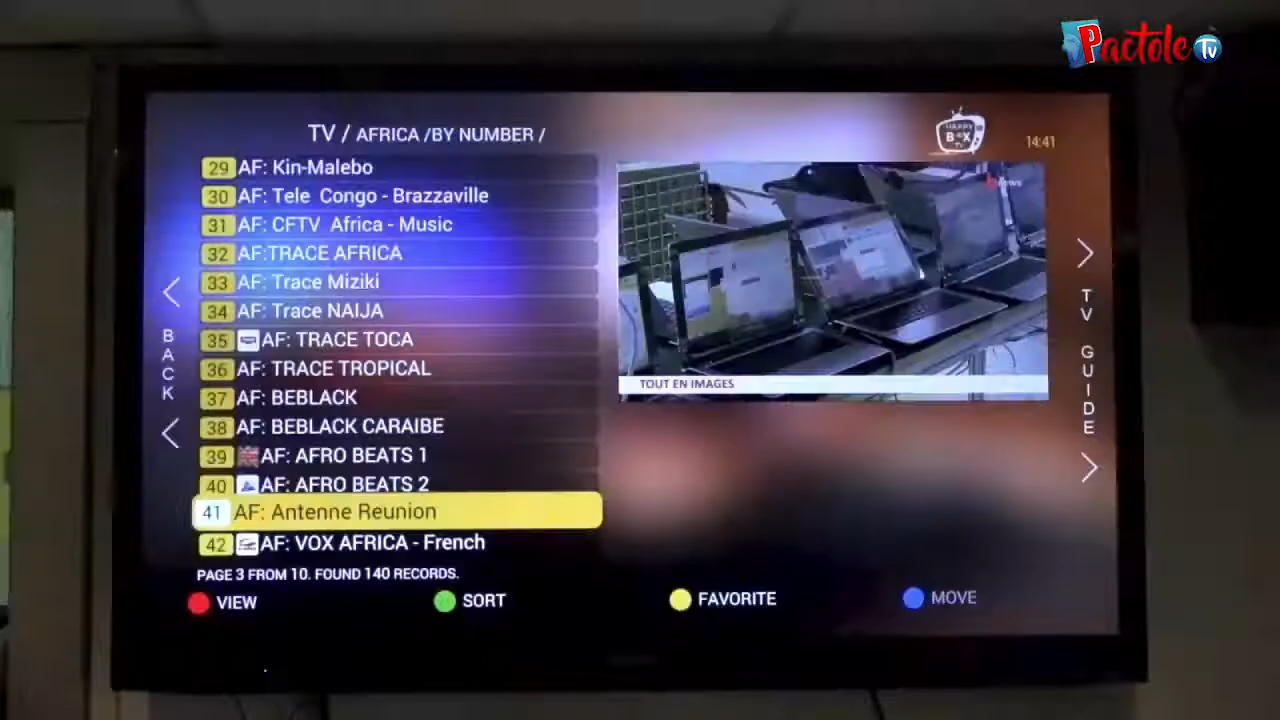 Pactole Tv
TV / AFRICA /BY NUMBER /
HAPPY
BOX
TV
14:41
29 AF: Kin-Malebo
30 AF: Tele Congo - Brazzaville
31 AF: CFTV Africa - Music
32 AF:TRACE AFRICA
33 AF: Trace Miziki
34 AF: Trace NAIJA
35 AF: TRACE TOCA
36 AF: TRACE TROPICAL
37 AF: BEBLACK
38 AF: BEBLACK CARAIBE
39 AF: AFRO BEATS 1
40 AF: AFRO BEATS 2
41 AF: Antenne Reunion
42 AF: VOX AFRICA - French
BACK
news
TOUT EN IMAGES
TV GUIDE
PAGE 3 FROM 10. FOUND 140 RECORDS.
VIEW
SORT
FAVORITE
MOVE